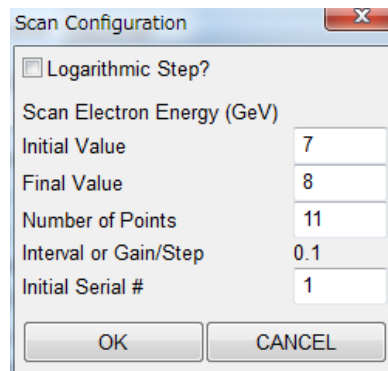 Scan Configuration
Logarithmic Step?
Scan Electron Energy (GeV)
Initial Value 7
Final Value 8
Number of Points 11
Interval or Gain/Step 0.1
Initial Serial # 1
OK CANCEL